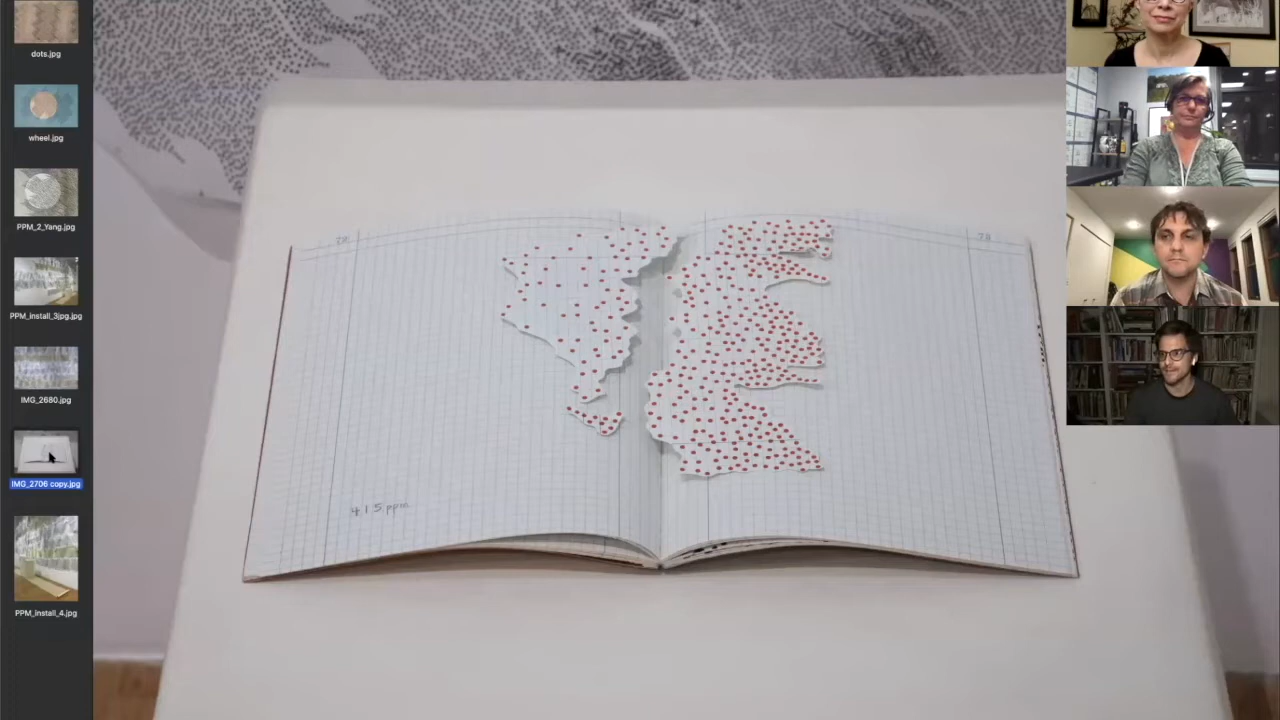 dots.jpg
wheel.jpg
PPM_2_Yang.jpg
PPM_install_3jpg.jpg
IMG_2680.jpg
IMG_2706 copy.jpg
PPM_install_4.jpg
415 ppm